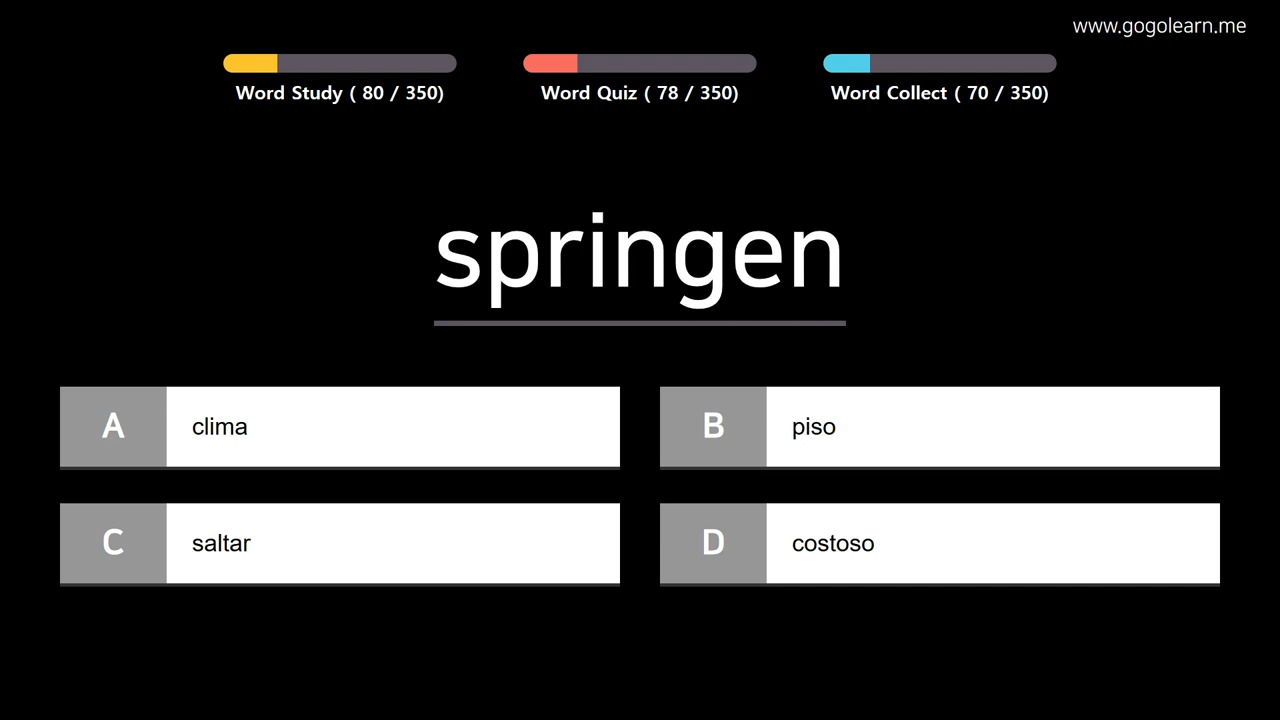 www.gogolearn.me
Word Study ( 80 / 350)
Word Quiz ( 78 / 350)
Word Collect ( 70 / 350)
springen
A clima
B piso
C saltar
D costoso